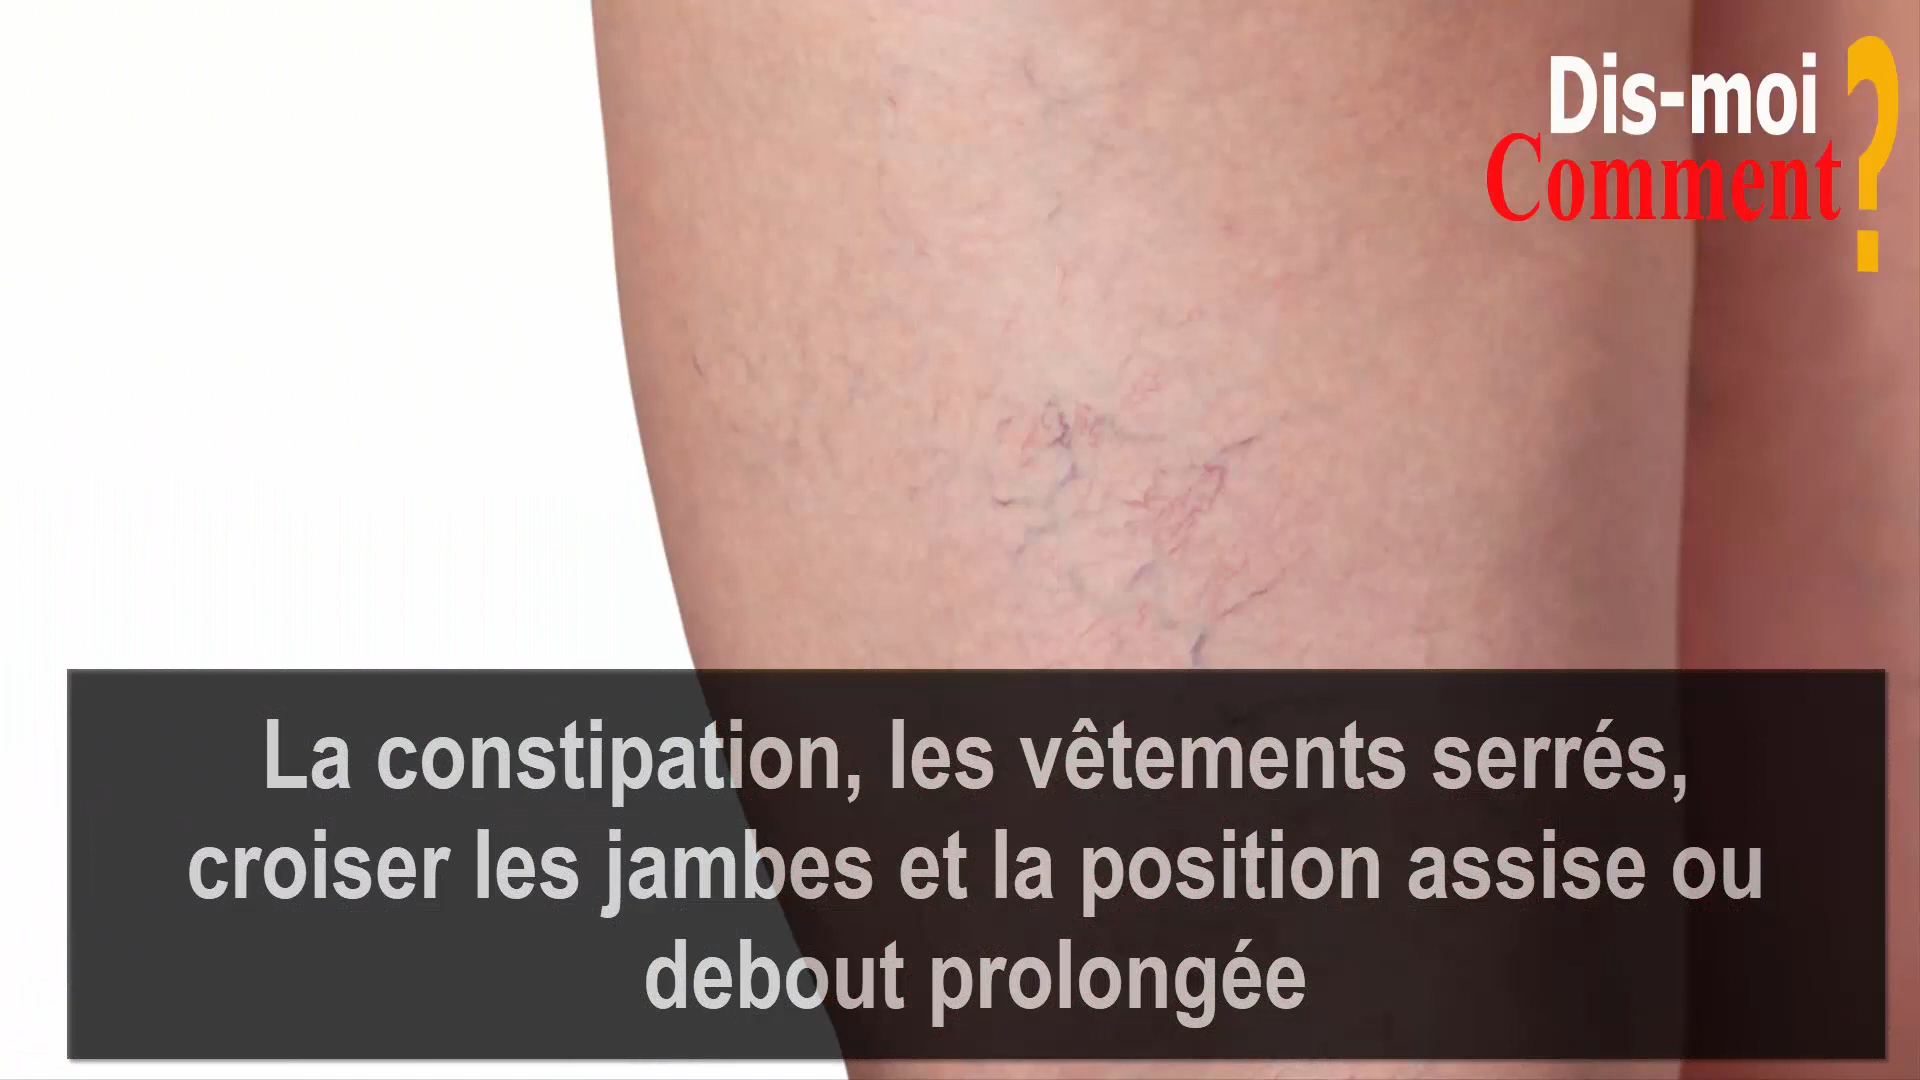 Dis-moi
Comment ?
La constipation, les vêtements serrés,
croiser les jambes et la position assise ou
debout prolongée